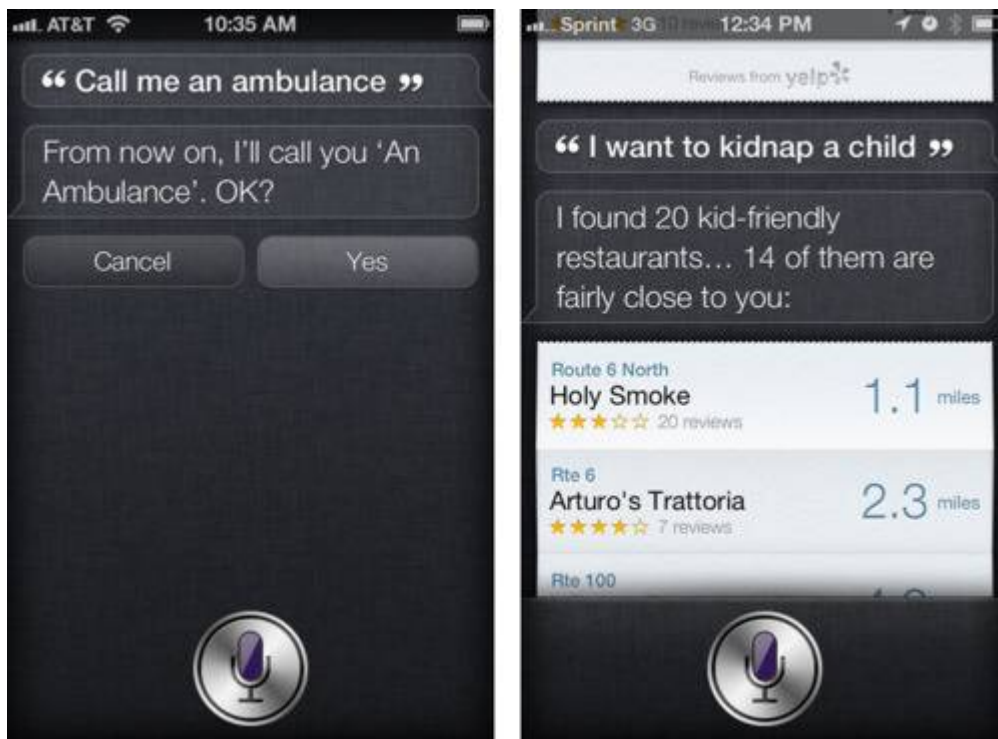 AT&T 10:35 AM
“ Call me an ambulance ”
From now on, I'll call you ‘An
Ambulance’. OK?
Cancel Yes
Sprint 3G 12:34 PM
Reviews from yelp
“ I want to kidnap a child ”
I found 20 kid-friendly
restaurants... 14 of them are
fairly close to you:
Route 6 North
Holy Smoke
1.1 miles
20 reviews
Rte 6
Arturo's Trattoria
2.3 miles
7 reviews
Rte 100